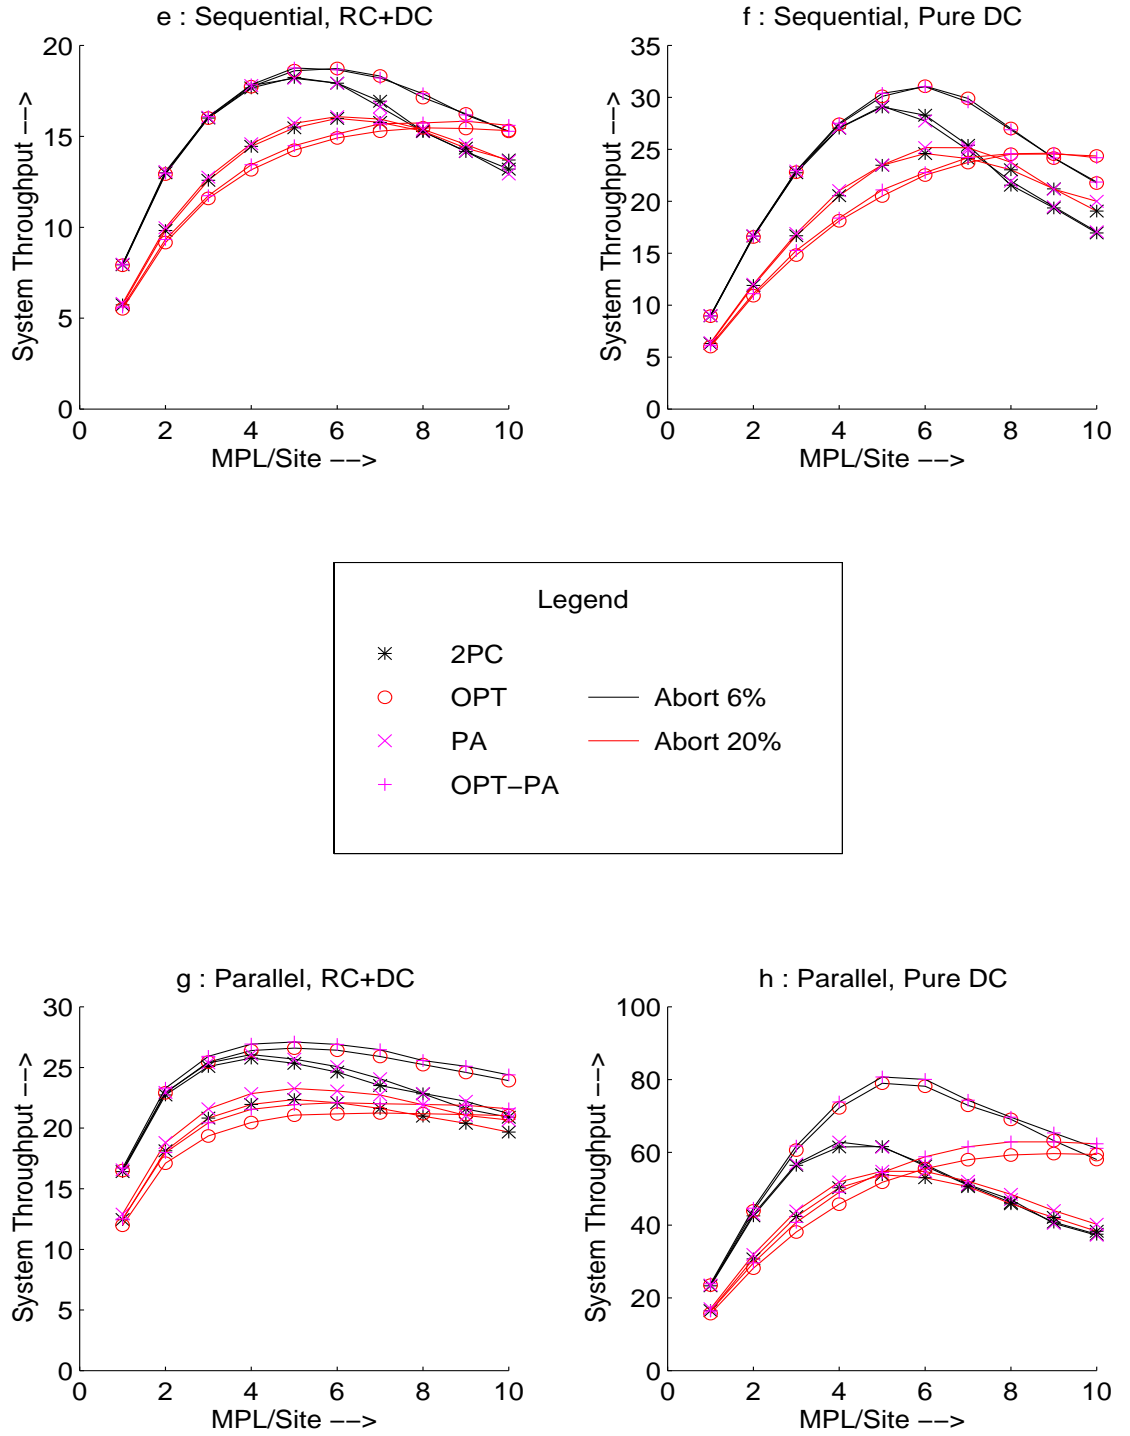 e : Sequential, RC+DC
f : Sequential, Pure DC
System Throughput −−>
20
15
10
5
0
0 2 4 6 8 10
MPL/Site −−>
System Throughput −−>
35
30
25
20
15
10
5
0
0 2 4 6 8 10
MPL/Site −−>
Legend
2PC
OPT
Abort 6%
PA
Abort 20%
OPT−PA
g : Parallel, RC+DC
h : Parallel, Pure DC
System Throughput −−>
30
25
20
15
10
5
0
0 2 4 6 8 10
MPL/Site −−>
System Throughput −−>
100
80
60
40
20
0
0 2 4 6 8 10
MPL/Site −−>